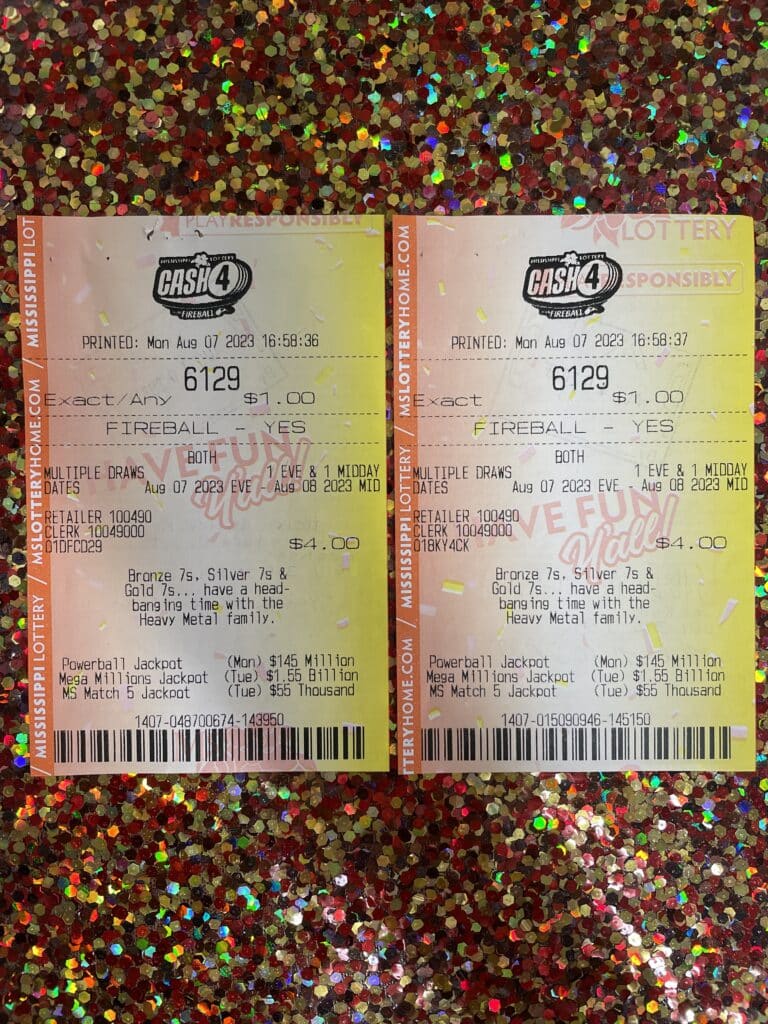 MISSISSIPPI LOTTERY / MSLOTTERYHOME.COM / MISSISSIPPI LOT
PLAY RESPONSIBLY
MISSISSIPPI LOTTERY
CASH 4
FIREBALL
PRINTED: Mon Aug 07 2023 16:58:36
6129
Exact/Any $1.00
FIREBALL - YES
BOTH
MULTIPLE DRAWS 1 EVE & 1 MIDDAY
DATES Aug 07 2023 EVE - Aug 08 2023 MID
HAVE FUN
Y'all!
RETAILER 100490
CLERK 10049000
01DFCD29 $4.00
Bronze 7s, Silver 7s &
Gold 7s... have a head-
banging time with the
Heavy Metal family.
Powerball Jackpot (Mon) $145 Million
Mega Millions Jackpot (Tue) $1.55 Billion
MS Match 5 Jackpot (Tue) $55 Thousand
1407-048700674-143950
TTERYHOME.COM / MISSISSIPPI LOTTERY / MSLOTTERYHOME.COM
LOTTERY
RESPONSIBLY
MISSISSIPPI LOTTERY
CASH 4
FIREBALL
PRINTED: Mon Aug 07 2023 16:58:37
6129
Exact $1.00
FIREBALL - YES
BOTH
MULTIPLE DRAWS 1 EVE & 1 MIDDAY
DATES Aug 07 2023 EVE - Aug 08 2023 MID
HAVE FUN
Y'all!
RETAILER 100490
CLERK 10049000
01BKY4CK $4.00
Bronze 7s, Silver 7s &
Gold 7s... have a head-
banging time with the
Heavy Metal family.
Powerball Jackpot (Mon) $145 Million
Mega Millions Jackpot (Tue) $1.55 Billion
MS Match 5 Jackpot (Tue) $55 Thousand
1407-015090946-145150